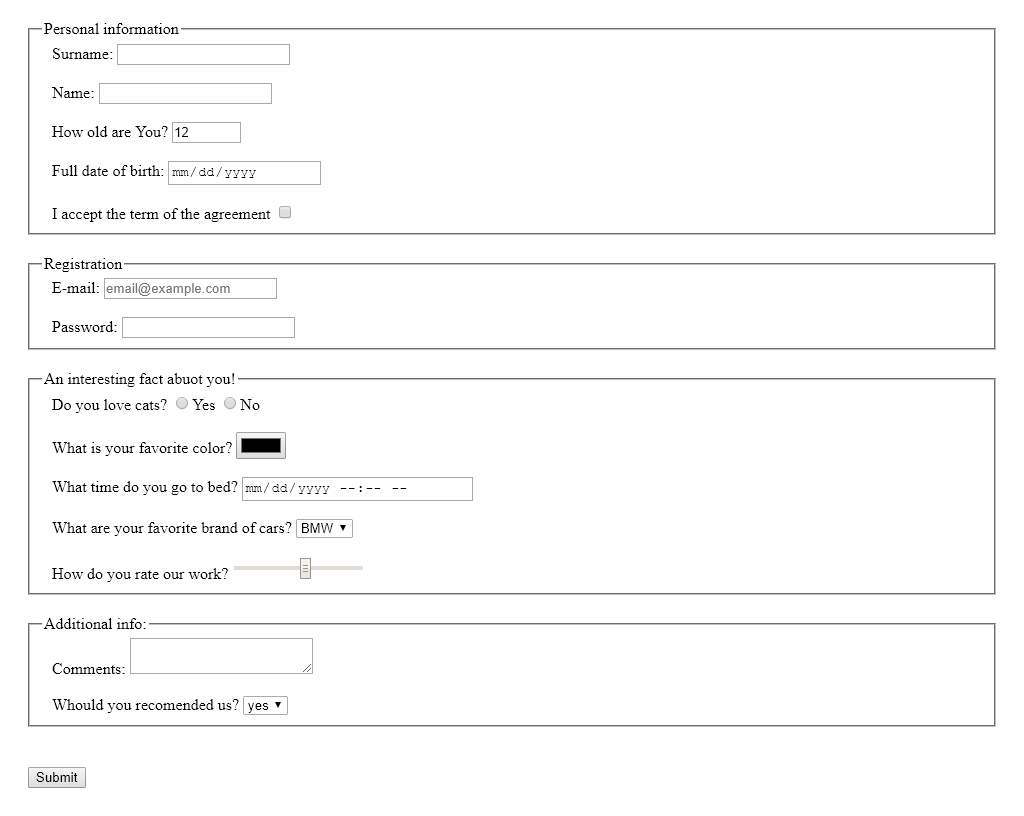 Personal information
Surname:
Name:
How old are You? 12
Full date of birth: mm/dd/yyyy
I accept the term of the agreement
Registration
E-mail: email@example.com
Password:
An interesting fact abuot you!
Do you love cats? Yes No
What is your favorite color?
What time do you go to bed? mm/dd/yyyy --:-- --
What are your favorite brand of cars? BMW
How do you rate our work?
Additional info:
Comments:
Whould you recomended us? yes
Submit